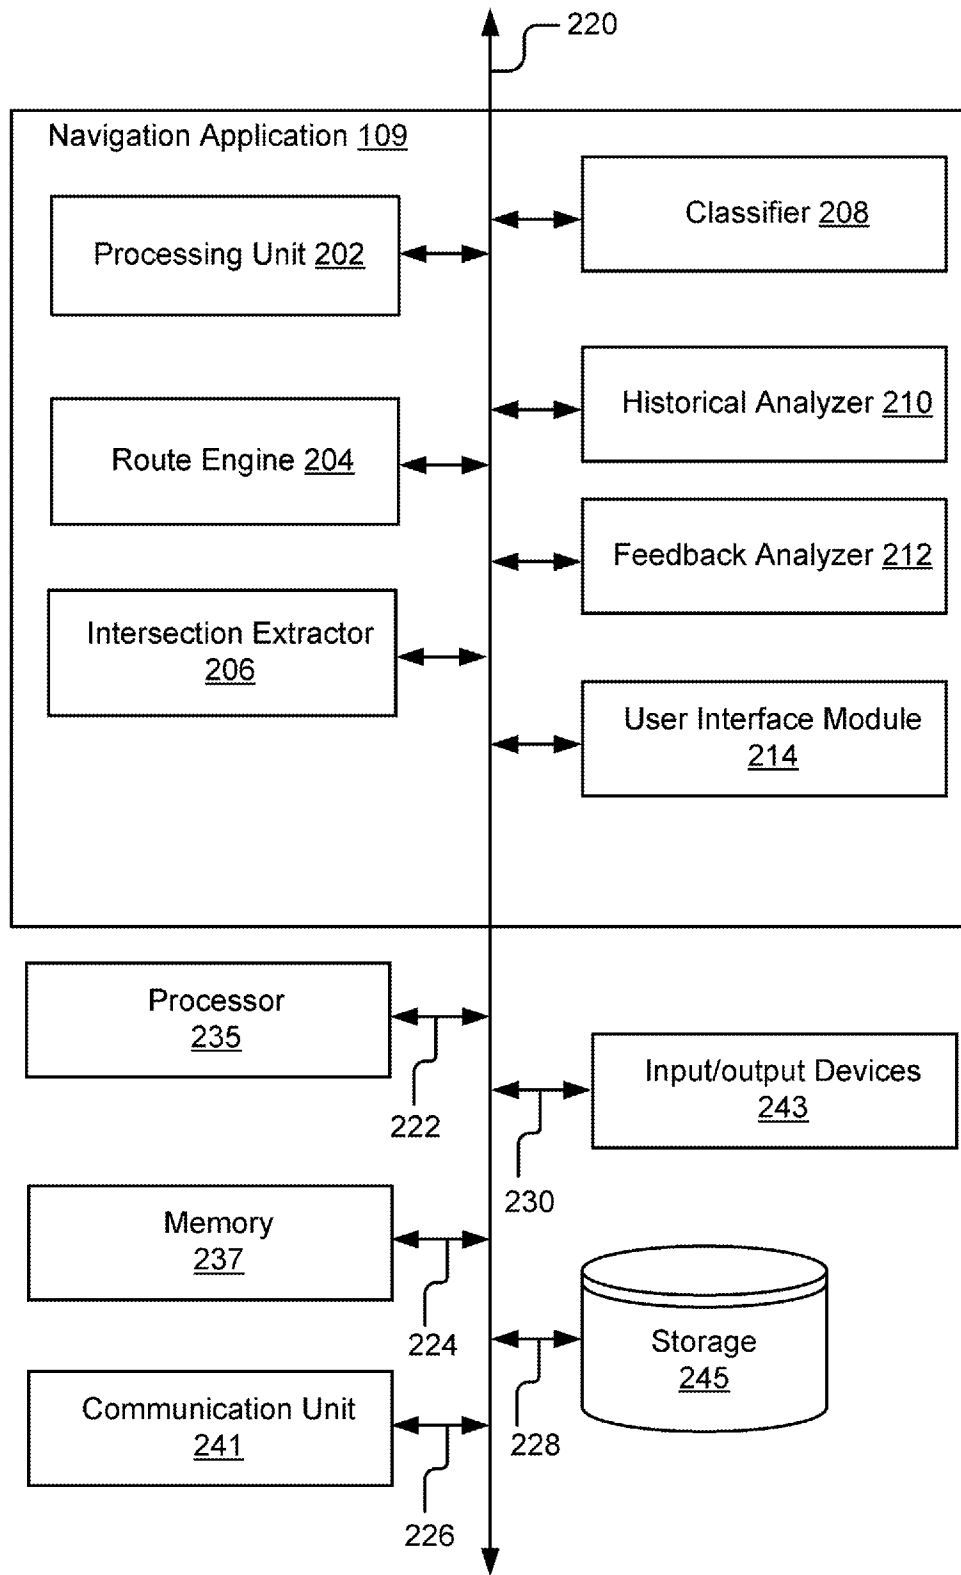 220
Navigation Application 109
Classifier 208
Processing Unit 202
Historical Analyzer 210
Route Engine 204
Feedback Analyzer 212
Intersection Extractor
206
User Interface Module
214
Processor
235
222
Input/output Devices
243
230
Memory
237
224
Storage
245
228
Communication Unit
241
226